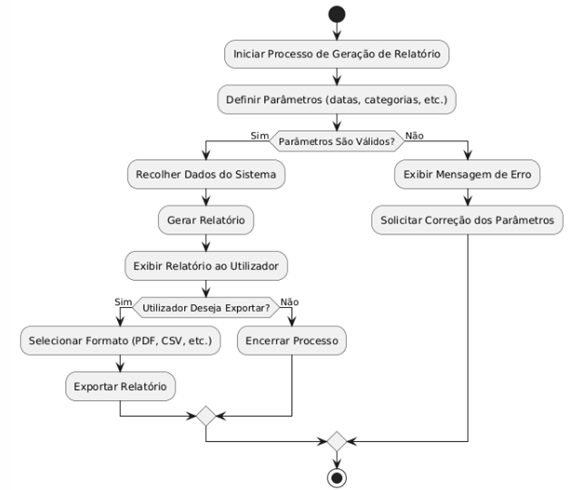 Iniciar Processo de Geração de Relatório
Definir Parâmetros (datas, categorias, etc.)
Sim
Parâmetros São Válidos?
Não
Recolher Dados do Sistema
Exibir Mensagem de Erro
Gerar Relatório
Solicitar Correção dos Parâmetros
Exibir Relatório ao Utilizador
Sim
Utilizador Deseja Exportar?
Não
Selecionar Formato (PDF, CSV, etc.)
Encerrar Processo
Exportar Relatório